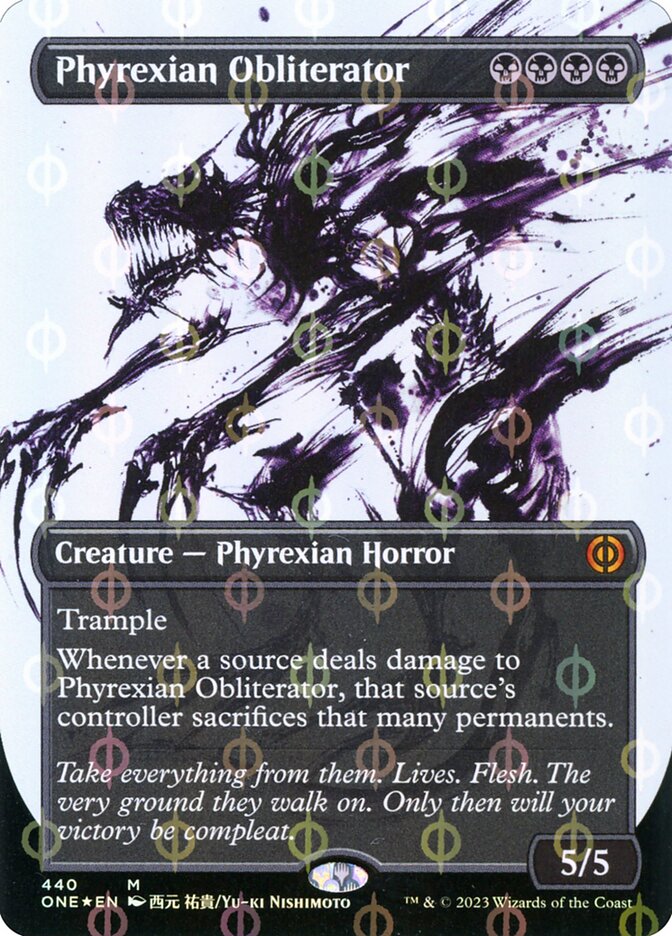 Phyrexian Obliterator
Creature — Phyrexian Horror
Trample
Whenever a source deals damage to
Phyrexian Obliterator, that source's
controller sacrifices that many permanents.
Take everything from them. Lives. Flesh. The
very ground they walk on. Only then will your
victory be compleat.
5/5
440 M
ONE★EN 西元 祐貴/Yu-ki Nishimoto
™ & © 2023 Wizards of the Coast